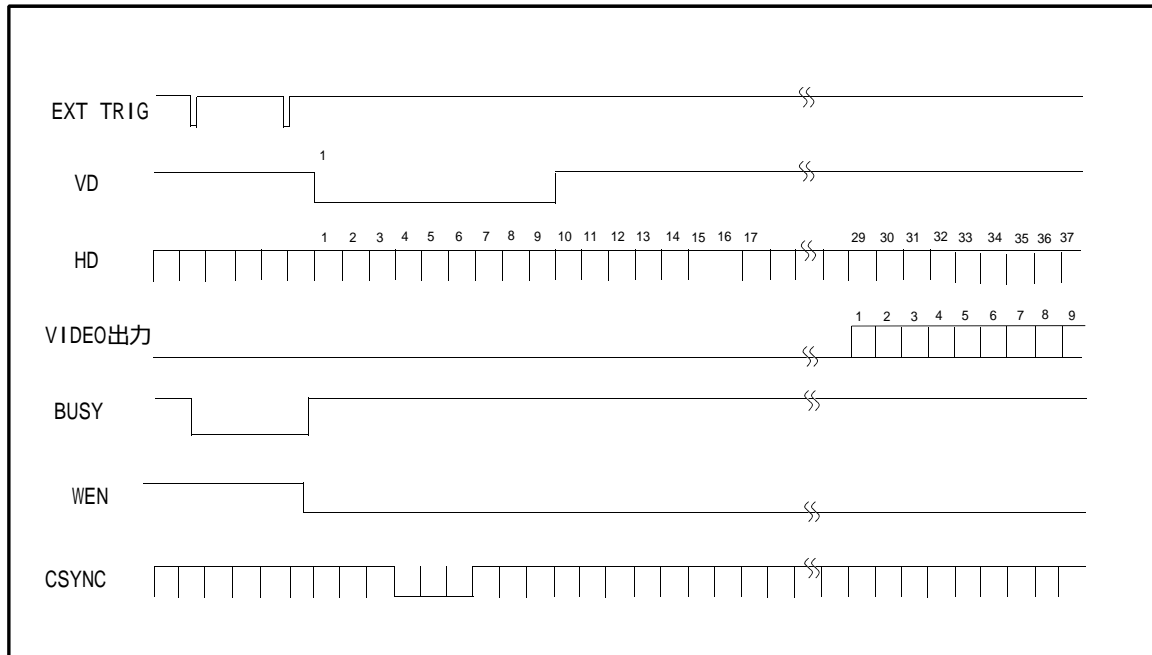 EXT TRIG
1
VD
1 2 3 4 5 6 7 8 9 10 11 12 13 14 15 16 17 29 30 31 32 33 34 35 36 37
HD
1 2 3 4 5 6 7 8 9
VIDEO出力
BUSY
WEN
CSYNC